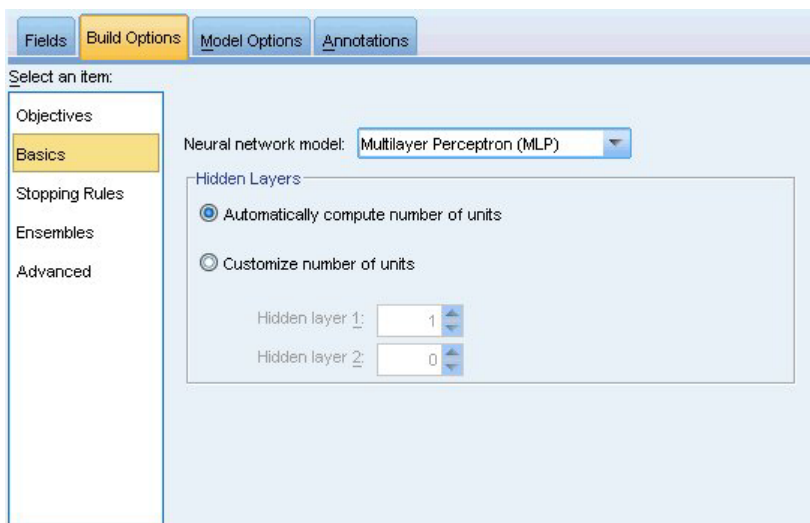 Fields Build Options Model Options Annotations
Select an item:
Objectives
Basics
Stopping Rules
Ensembles
Advanced
Neural network model: Multilayer Perceptron (MLP)
Hidden Layers
Automatically compute number of units
Customize number of units
Hidden layer 1: 1
Hidden layer 2: 0